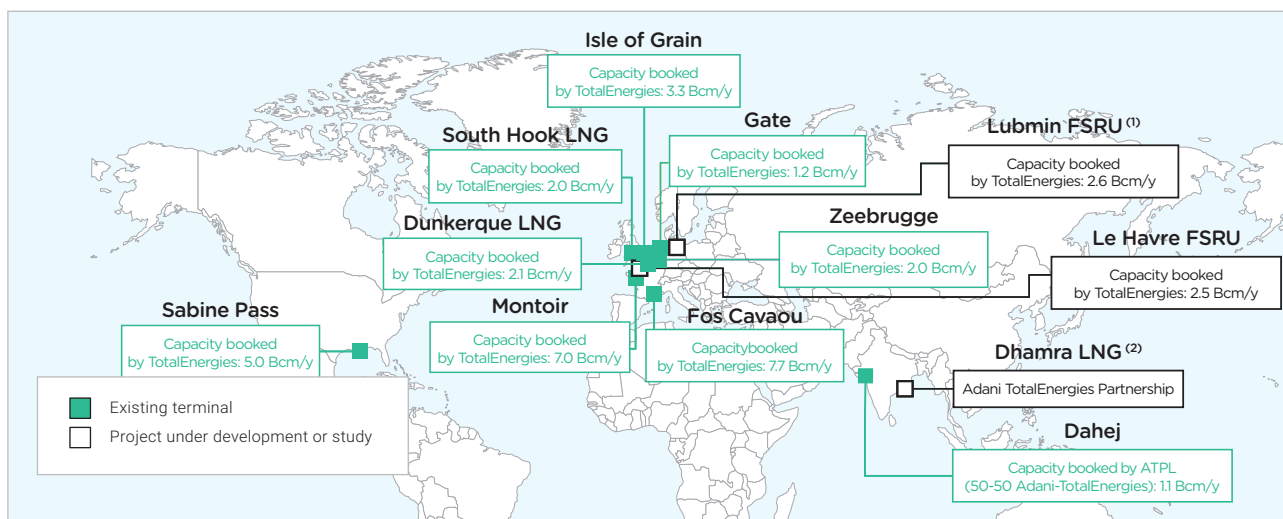 Isle of Grain
Capacity booked
by TotalEnergies: 3.3 Bcm/y
South Hook LNG
Capacity booked
by TotalEnergies: 2.0 Bcm/y
Gate
Capacity booked
by TotalEnergies: 1.2 Bcm/y
Lubmin FSRU (1)
Capacity booked
by TotalEnergies: 2.6 Bcm/y
Dunkerque LNG
Capacity booked
by TotalEnergies: 2.1 Bcm/y
Zeebrugge
Capacity booked
by TotalEnergies: 2.0 Bcm/y
Le Havre FSRU
Capacity booked
by TotalEnergies: 2.5 Bcm/y
Sabine Pass
Capacity booked
by TotalEnergies: 5.0 Bcm/y
Montoir
Capacity booked
by TotalEnergies: 7.0 Bcm/y
Fos Cavaou
Capacitybooked
by TotalEnergies: 7.7 Bcm/y
Dhamra LNG (2)
Adani TotalEnergies Partnership
Dahej
Capacity booked by ATPL
(50-50 Adani-TotalEnergies): 1.1 Bcm/y
Existing terminal
Project under development or study